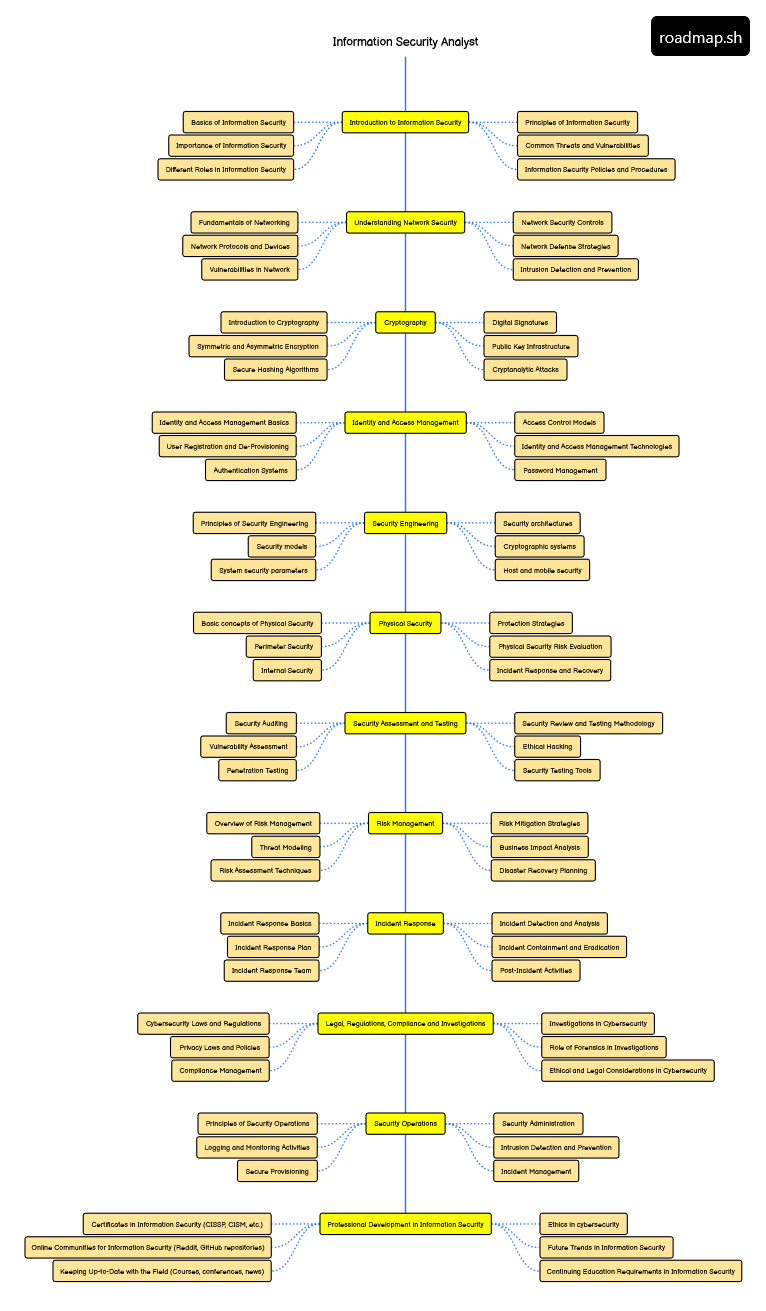 roadmap.sh
Information Security Analyst
Introduction to Information Security
Basics of Information Security
Importance of Information Security
Different Roles in Information Security
Principles of Information Security
Common Threats and Vulnerabilities
Information Security Policies and Procedures
Understanding Network Security
Fundamentals of Networking
Network Protocols and Devices
Vulnerabilities in Network
Network Security Controls
Network Defense Strategies
Intrusion Detection and Prevention
Cryptography
Introduction to Cryptography
Symmetric and Asymmetric Encryption
Secure Hashing Algorithms
Digital Signatures
Public Key Infrastructure
Cryptanalytic Attacks
Identity and Access Management
Identity and Access Management Basics
User Registration and De-Provisioning
Authentication Systems
Access Control Models
Identity and Access Management Technologies
Password Management
Security Engineering
Principles of Security Engineering
Security models
System security parameters
Security architectures
Cryptographic systems
Host and mobile security
Physical Security
Basic concepts of Physical Security
Perimeter Security
Internal Security
Protection Strategies
Physical Security Risk Evaluation
Incident Response and Recovery
Security Assessment and Testing
Security Auditing
Vulnerability Assessment
Penetration Testing
Security Review and Testing Methodology
Ethical Hacking
Security Testing Tools
Risk Management
Overview of Risk Management
Threat Modeling
Risk Assessment Techniques
Risk Mitigation Strategies
Business Impact Analysis
Disaster Recovery Planning
Incident Response
Incident Response Basics
Incident Response Plan
Incident Response Team
Incident Detection and Analysis
Incident Containment and Eradication
Post-Incident Activities
Legal, Regulations, Compliance and Investigations
Cybersecurity Laws and Regulations
Privacy Laws and Policies
Compliance Management
Investigations in Cybersecurity
Role of Forensics in Investigations
Ethical and Legal Considerations in Cybersecurity
Security Operations
Principles of Security Operations
Logging and Monitoring Activities
Secure Provisioning
Security Administration
Intrusion Detection and Prevention
Incident Management
Professional Development in Information Security
Certificates in Information Security (CISSP, CISM, etc.)
Online Communities for Information Security (Reddit, GitHub repositories)
Keeping Up-to-Date with the Field (Courses, conferences, news)
Ethics in cybersecurity
Future Trends in Information Security
Continuing Education Requirements in Information Security